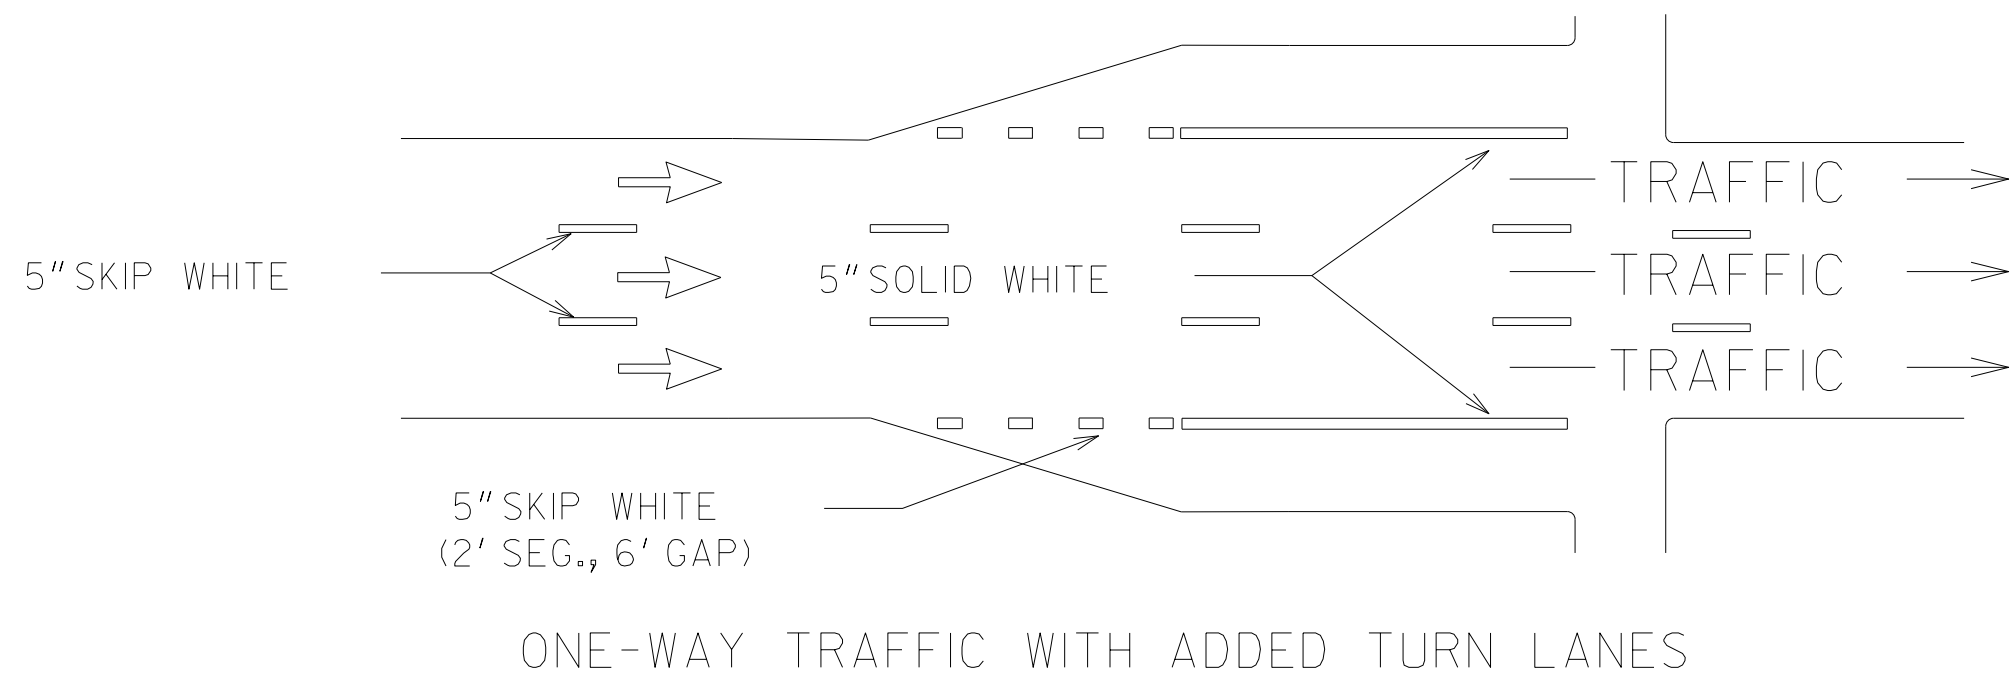 TRAFFIC
5" SKIP WHITE
5" SOLID WHITE
TRAFFIC
TRAFFIC
5" SKIP WHITE
(2' SEG., 6' GAP)
ONE-WAY TRAFFIC WITH ADDED TURN LANES